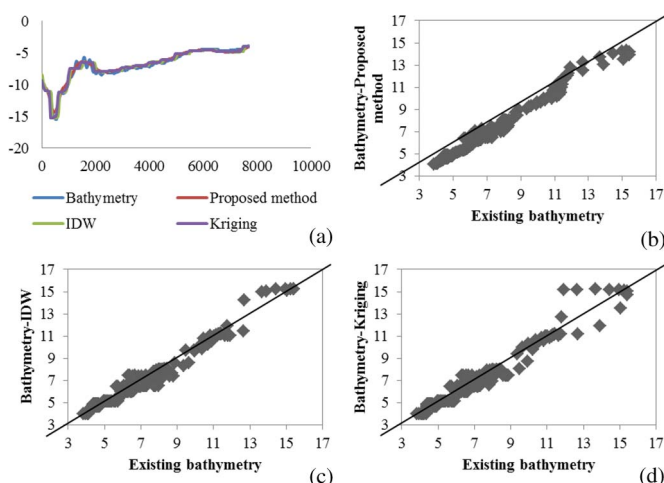 0
-5
-10
-15
-20
0 2000 4000 6000 8000 10000
Bathymetry Proposed method
IDW Kriging
(a)
Bathymetry-Proposed
method
17
15
13
11
9
7
5
3
3 5 7 9 11 13 15 17
Existing bathymetry
(b)
Bathymetry-IDW
17
15
13
11
9
7
5
3
3 5 7 9 11 13 15 17
Existing bathymetry
(c)
Bathymetry-Kriging
17
15
13
11
9
7
5
3
3 5 7 9 11 13 15 17
Existing bathymetry
(d)